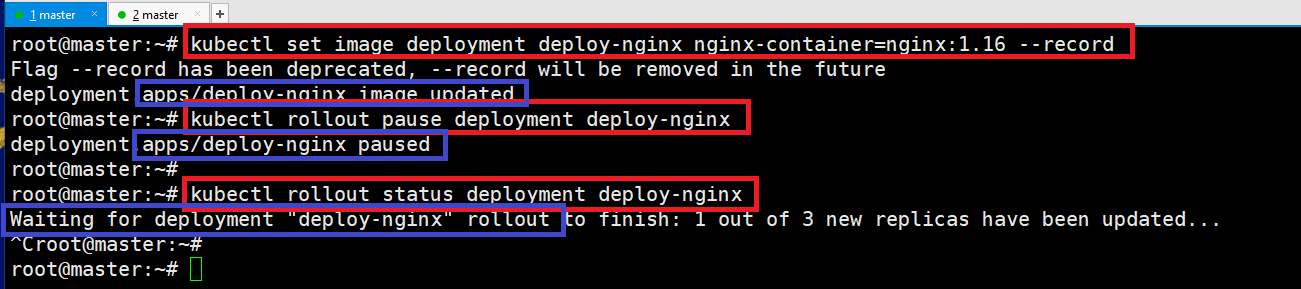 1 master
2 master
root@master:~# kubectl set image deployment deploy-nginx nginx-container=nginx:1.16 --record
Flag --record has been deprecated, --record will be removed in the future
deployment.apps/deploy-nginx image updated
root@master:~# kubectl rollout pause deployment deploy-nginx
deployment.apps/deploy-nginx paused
root@master:~#
root@master:~# kubectl rollout status deployment deploy-nginx
Waiting for deployment "deploy-nginx" rollout to finish: 1 out of 3 new replicas have been updated...
^Croot@master:~#
root@master:~#